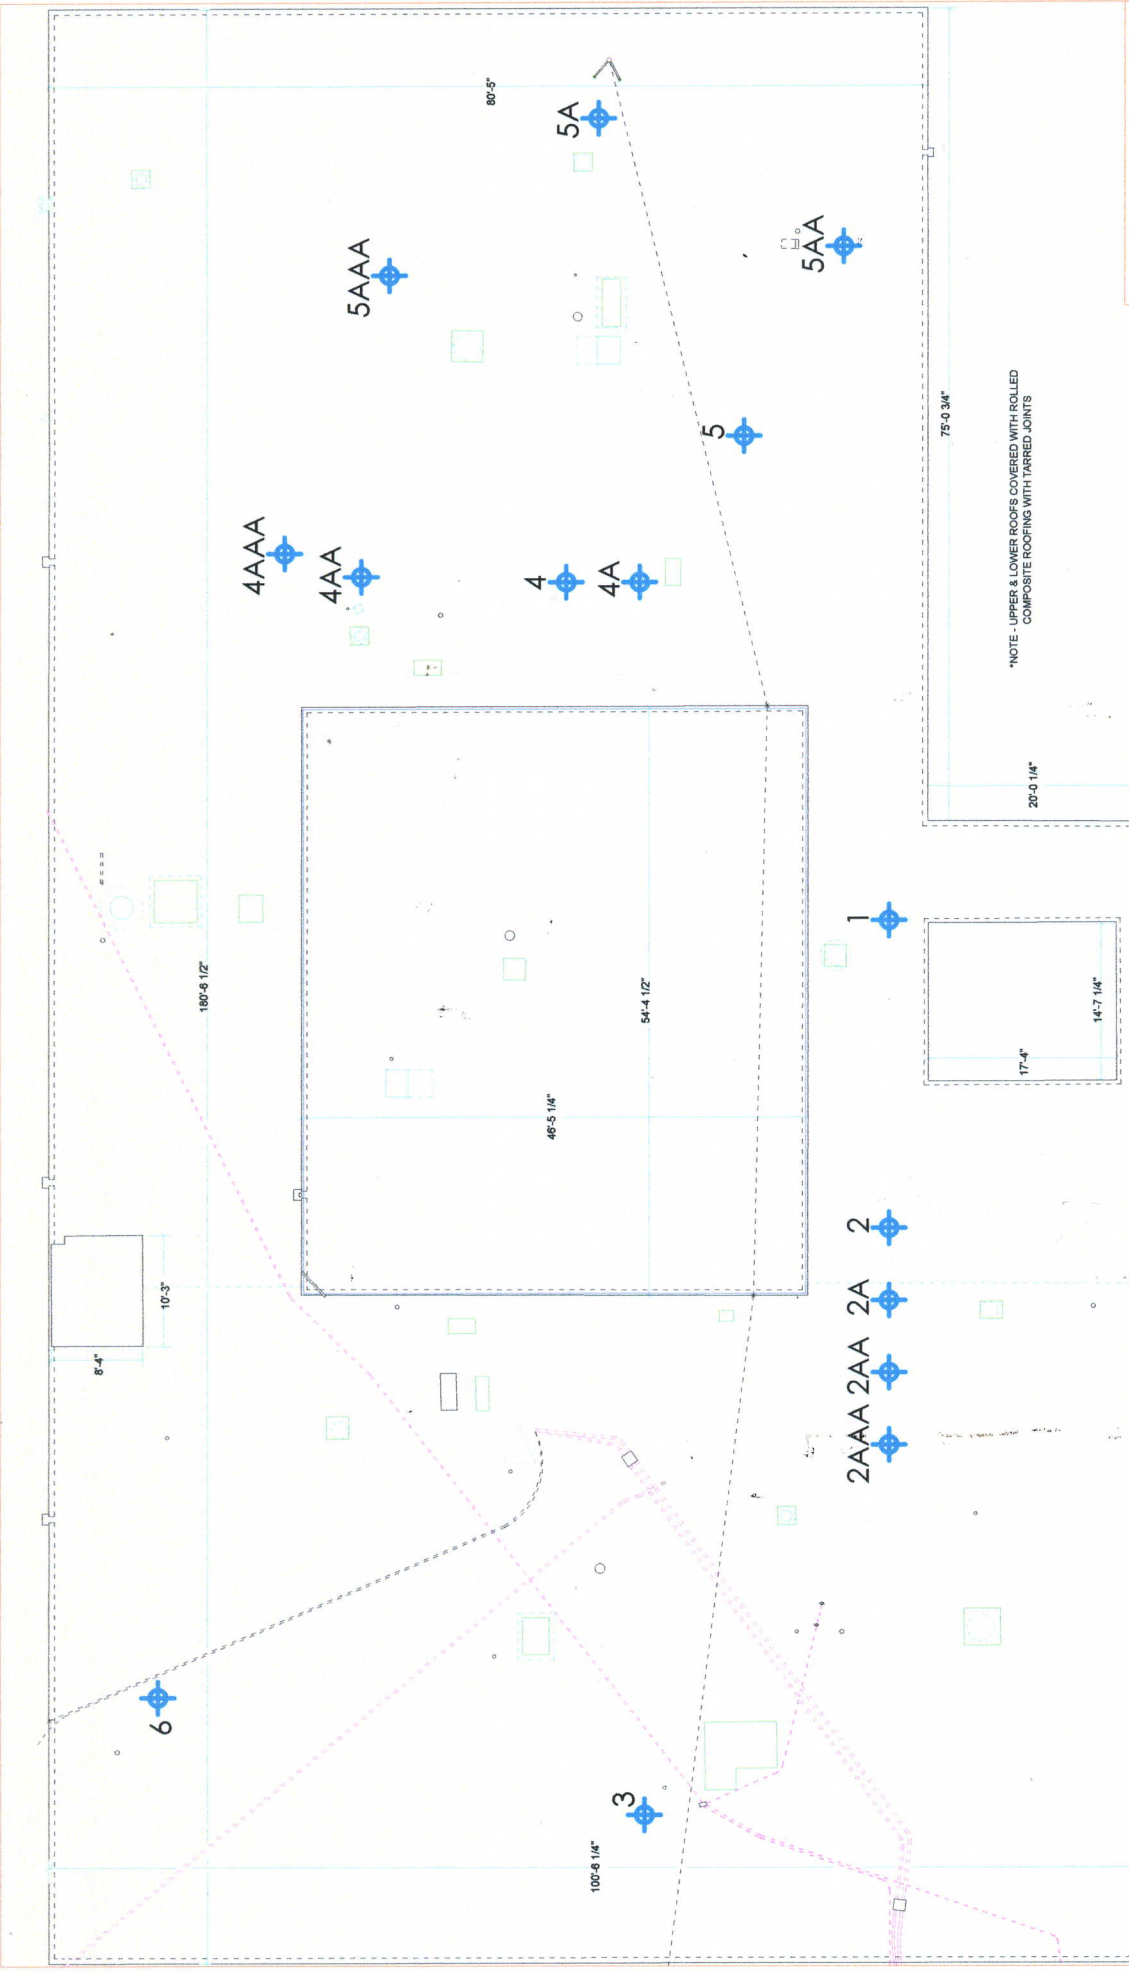 80'-5"
5A
5AAA
5AA
5
75'-0 3/4"
*NOTE - UPPER & LOWER ROOFS COVERED WITH ROLLED
COMPOSITE ROOFING WITH TARRED JOINTS
4AAA
4AA
4
4A
20'-0 1/4"
180'-6 1/2"
54'-4 1/2"
46'-5 1/4"
1
14'-7 1/4"
17'-4"
10'-3"
8'-4"
2
2A
2AA
2AAA
6
3
100'-6 1/4"